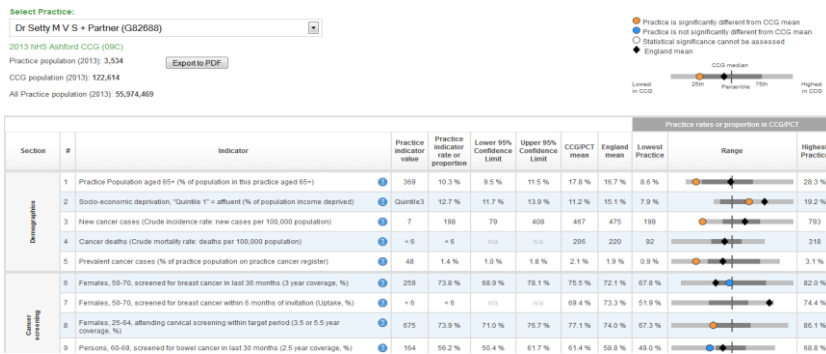 Select Practice:
Dr Setty M V S + Partner (G82688)
2013 NHS Ashford CCG (09C)
Practice population (2013): 3,534
Export to PDF
CCG population (2013): 122,614
All Practice population (2013): 55,974,469
Practice is significantly different from CCG mean
Practice is not significantly different from CCG mean
Statistical significance cannot be assessed
England mean
CCG median
Lowest in CCG 25th Percentile 75th Highest in CCG
Practice rates or proportion in CCG/PCT
Section # Indicator Practice indicator value Practice indicator rate or proportion Lower 95% Confidence Limit Upper 95% Confidence Limit CCG/PCT mean England mean Lowest Practice Range Highest Practice
Demographics
1 Practice Population aged 65+ (% of population in this practice aged 65+) 369 10.3 % 9.5 % 11.5 % 17.8 % 16.7 % 8.6 % 28.3 %
2 Socio-economic deprivation, "Quintile 1" = affluent (% of population income derived) Quintile3 12.7 % 11.7 % 13.9 % 11.2 % 15.1 % 7.9 % 19.2 %
3 New cancer cases (Crude incidence rate: new cases per 100,000 population) 7 198 79 408 467 475 198 793
4 Cancer deaths (Crude mortality rate: deaths per 100,000 population) < 6 < 6 n/a n/a 206 220 92 318
5 Prevalent cancer cases (% of practice population on practice cancer register) 48 1.4 % 1.0 % 1.8 % 2.1 % 1.9 % 0.9 % 3.1 %
Cancer screening
6 Females, 50-70, screened for breast cancer in last 36 months (3 year coverage, %) 259 73.8 % 68.9 % 78.1 % 75.5 % 72.1 % 67.8 % 82.0 %
7 Females, 50-70, screened for breast cancer within 6 months of invitation (Uptake, %) < 6 < 6 n/a n/a 69.4 % 73.3 % 51.9 % 74.4 %
8 Females, 25-64, attending cervical screening within target period (3.5 or 5.5 year coverage, %) 675 73.9 % 71.0 % 76.7 % 77.1 % 74.0 % 67.3 % 86.1 %
9 Persons, 60-69, screened for bowel cancer in last 30 months (2.5 year coverage, %) 164 56.2 % 50.4 % 61.7 % 61.4 % 58.8 % 49.0 % 68.8 %